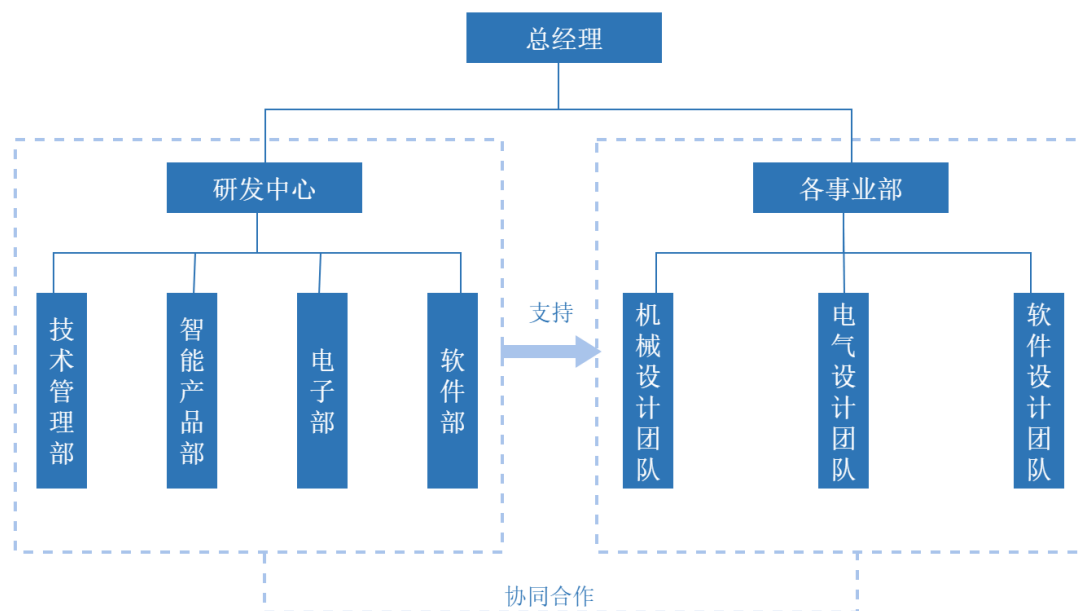 总经理
研发中心
各事业部
技术管理部
智能产品部
电子部
软件部
支持
机械设计团队
电气设计团队
软件设计团队
协同合作